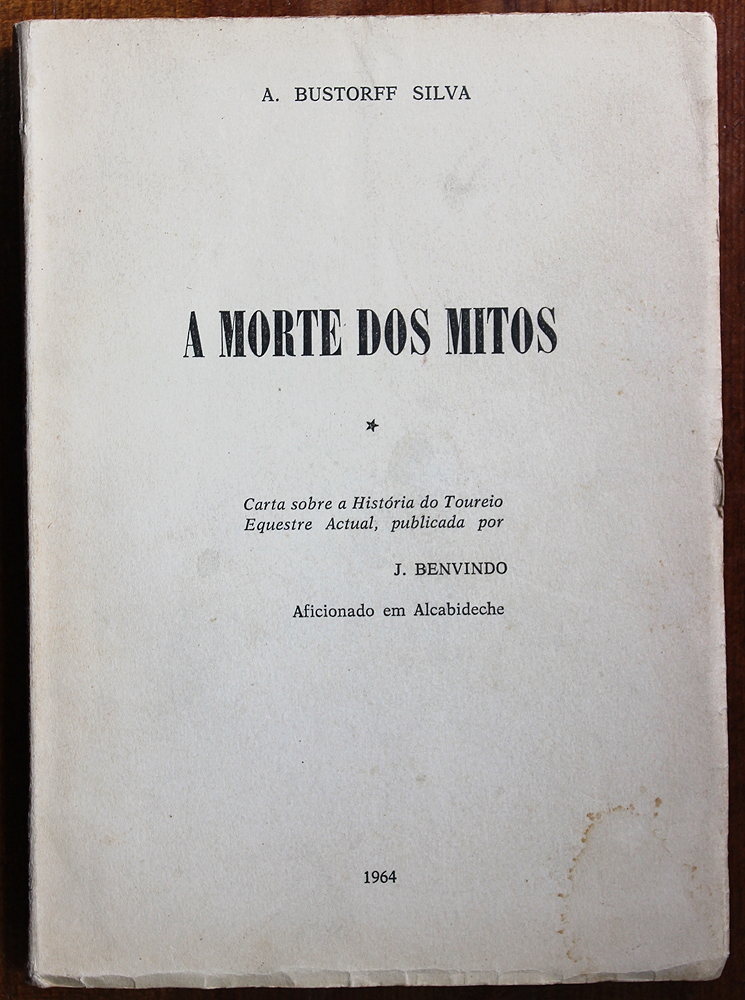 A. BUSTORFF SILVA
A MORTE DOS MITOS
Carta sobre a História do Toureio
Equestre Actual, publicada por
J. BENVINDO
Aficionado em Alcabideche
1964